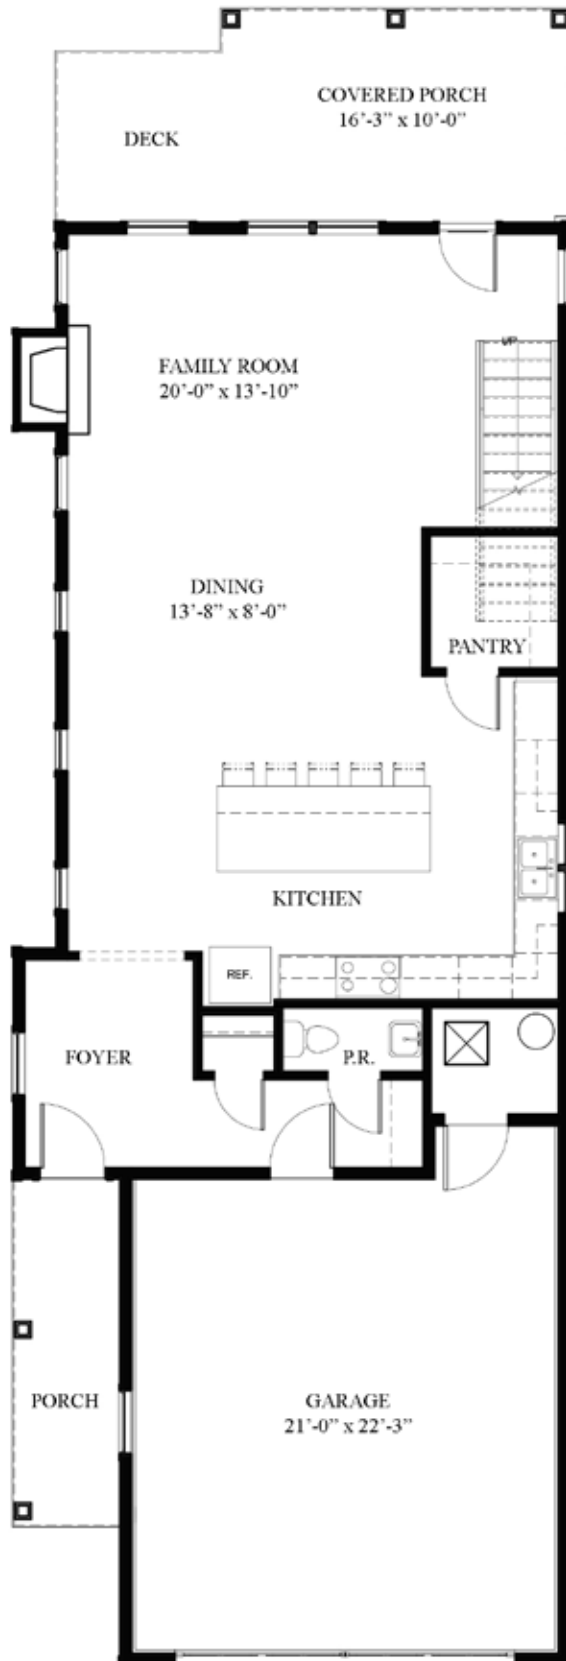 COVERED PORCH
16'-3" x 10'-0"
DECK
UP
FAMILY ROOM
20'-0" x 13'-10"
DINING
13'-8" x 8'-0"
PANTRY
KITCHEN
REF.
FOYER
P.R.
PORCH
GARAGE
21'-0" x 22'-3"